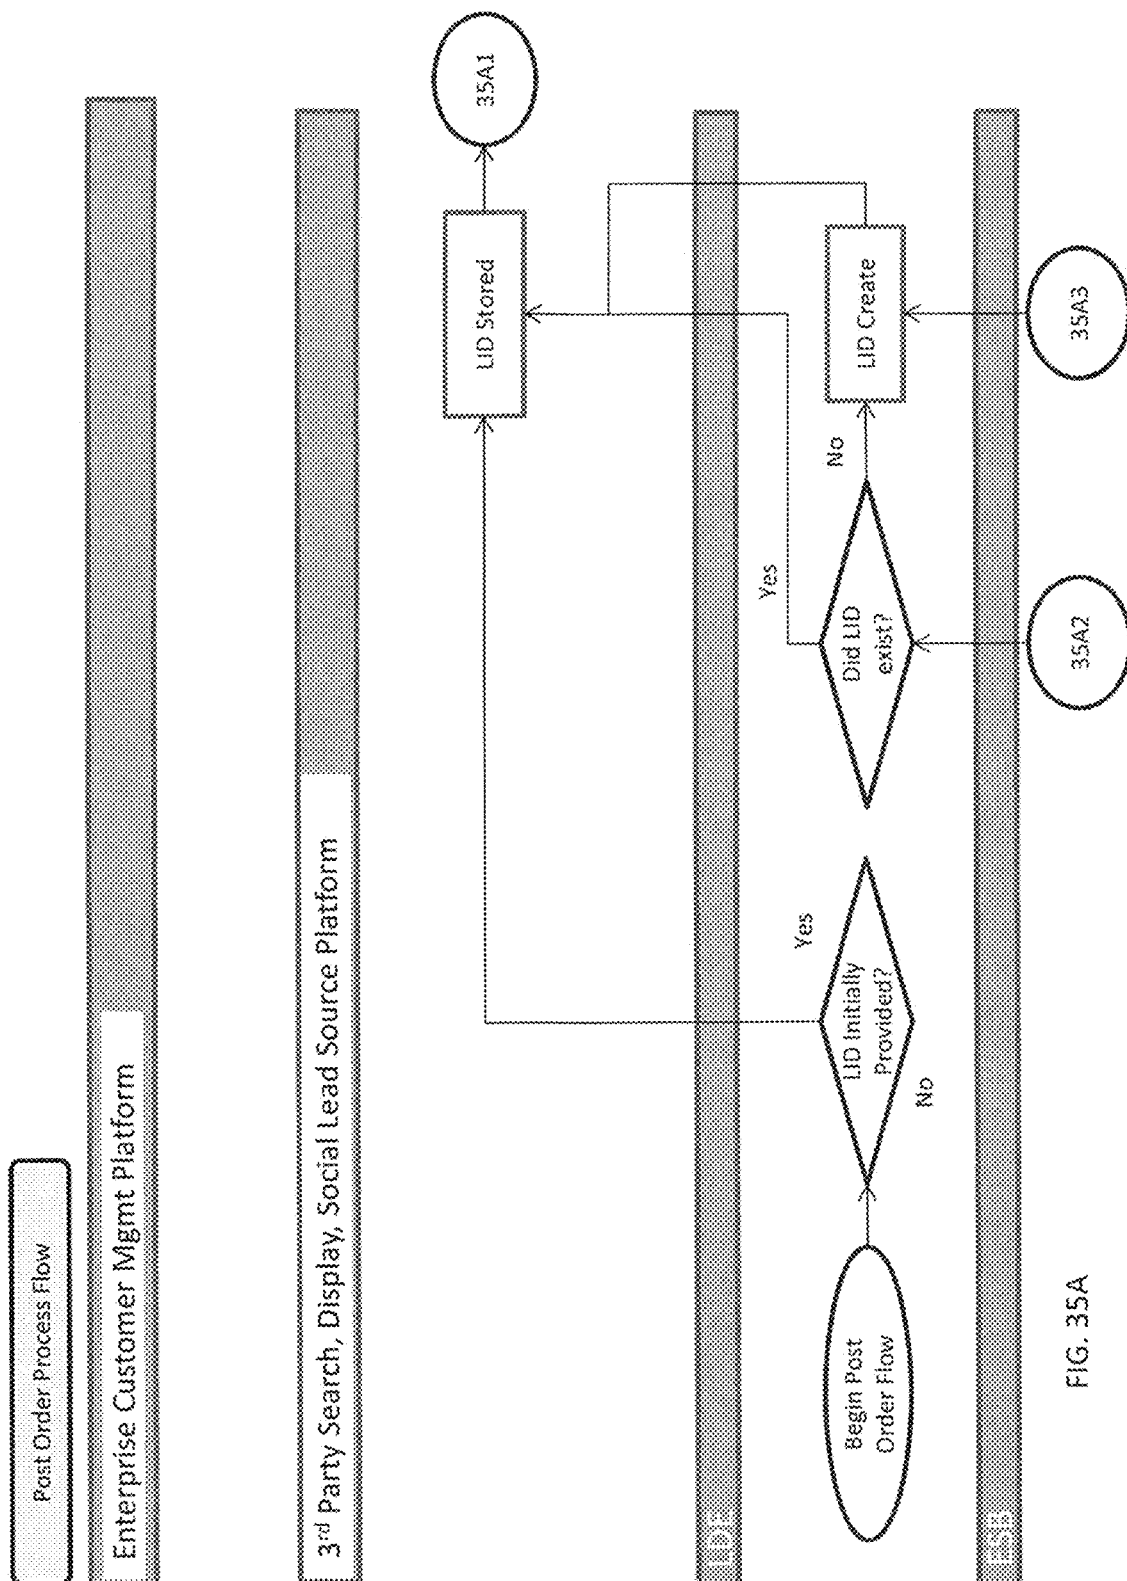 Post Order Process Flow
Enterprise Customer Mgmt Platform
3rd Party Search, Display, Social Lead Source Platform
LID Stored
35A1
LDE
Begin Post
Order Flow
LID Initially
Provided?
Yes
No
Did LID
exist?
Yes
No
LID Create
ESB
35A2
35A3
FIG. 35A